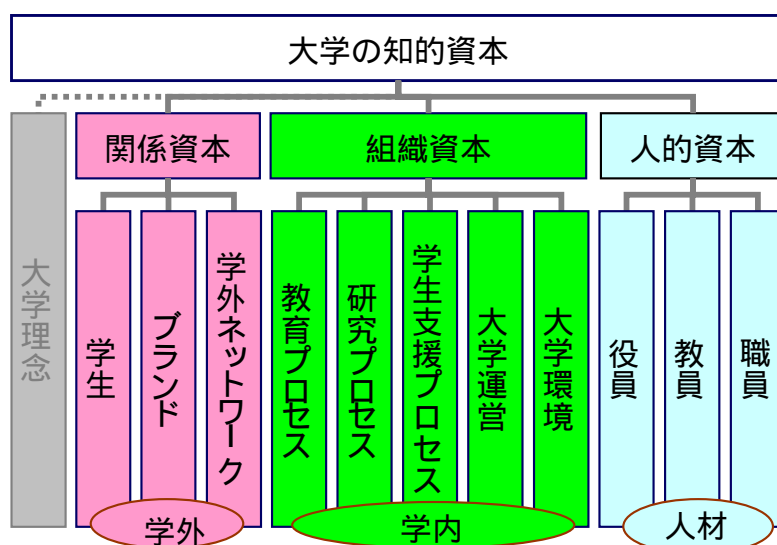 大学の知的資本
関係資本
組織資本
人的資本
大学理念
学生
ブランド
学外ネットワーク
教育プロセス
研究プロセス
学生支援プロセス
大学運営
大学環境
役員
教員
職員
学外
学内
人材